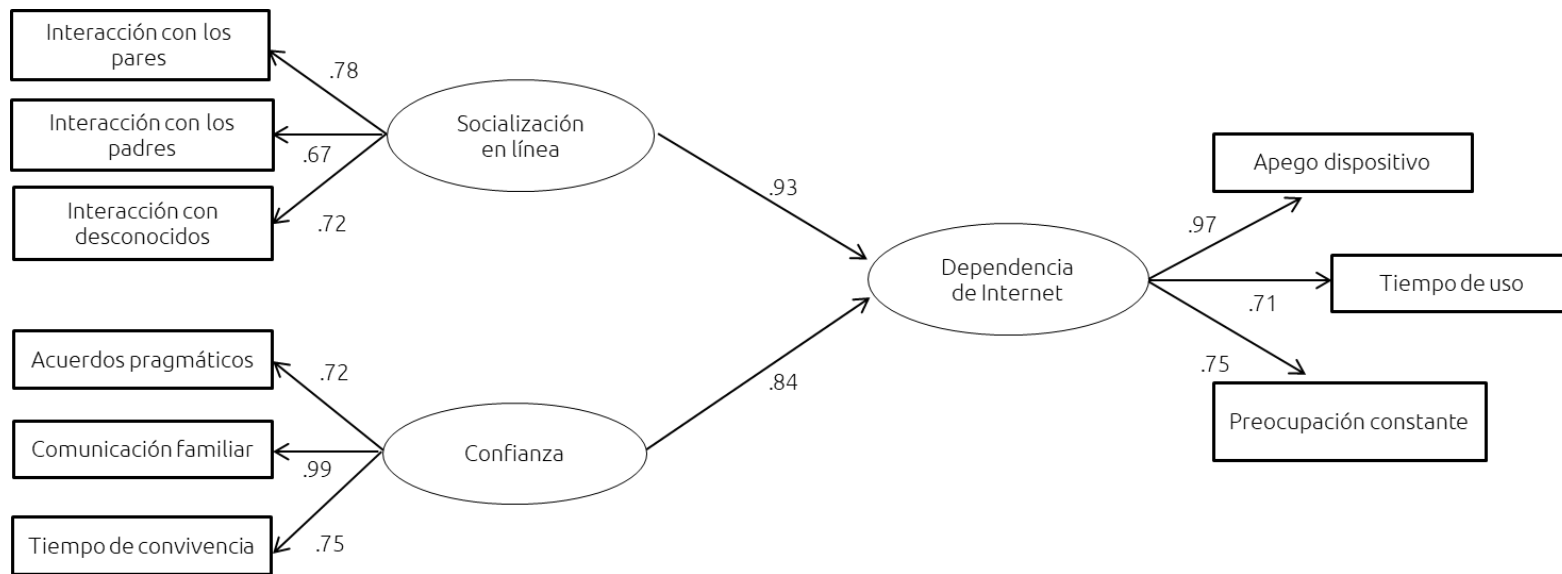 Interacción con los
pares
.78
Interacción con los
padres
.67
Interacción con
desconocidos
.72
Socialización
en línea
.93
Acuerdos pragmáticos
.72
Comunicación familiar
.99
Tiempo de convivencia
.75
Confianza
.84
Dependencia
de Internet
Apego dispositivo
.97
Tiempo de uso
.71
Preocupación constante
.75